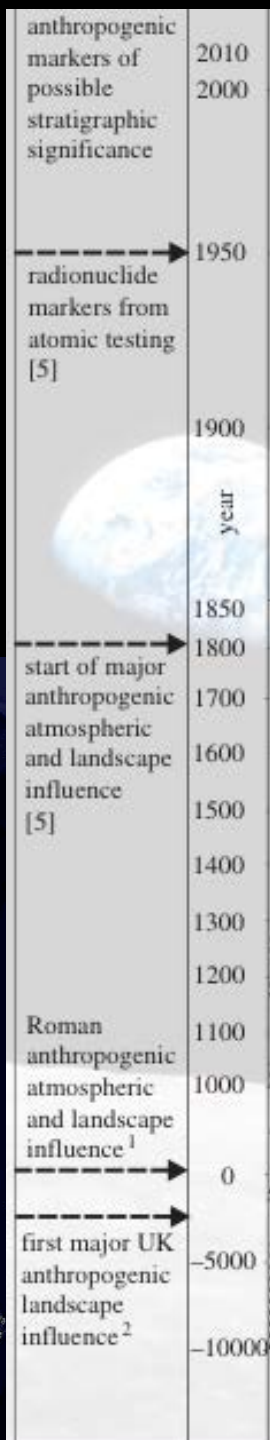 anthropogenic
markers of
possible
stratigraphic
significance
radionuclide
markers from
atomic testing
[5]
start of major
anthropogenic
atmospheric
and landscape
influence
[5]
Roman
anthropogenic
atmospheric
and landscape
influence¹
first major UK
anthropogenic
landscape
influence²
2010
2000
1950
1900
year
1850
1800
1700
1600
1500
1400
1300
1200
1100
1000
0
–5000
–10000